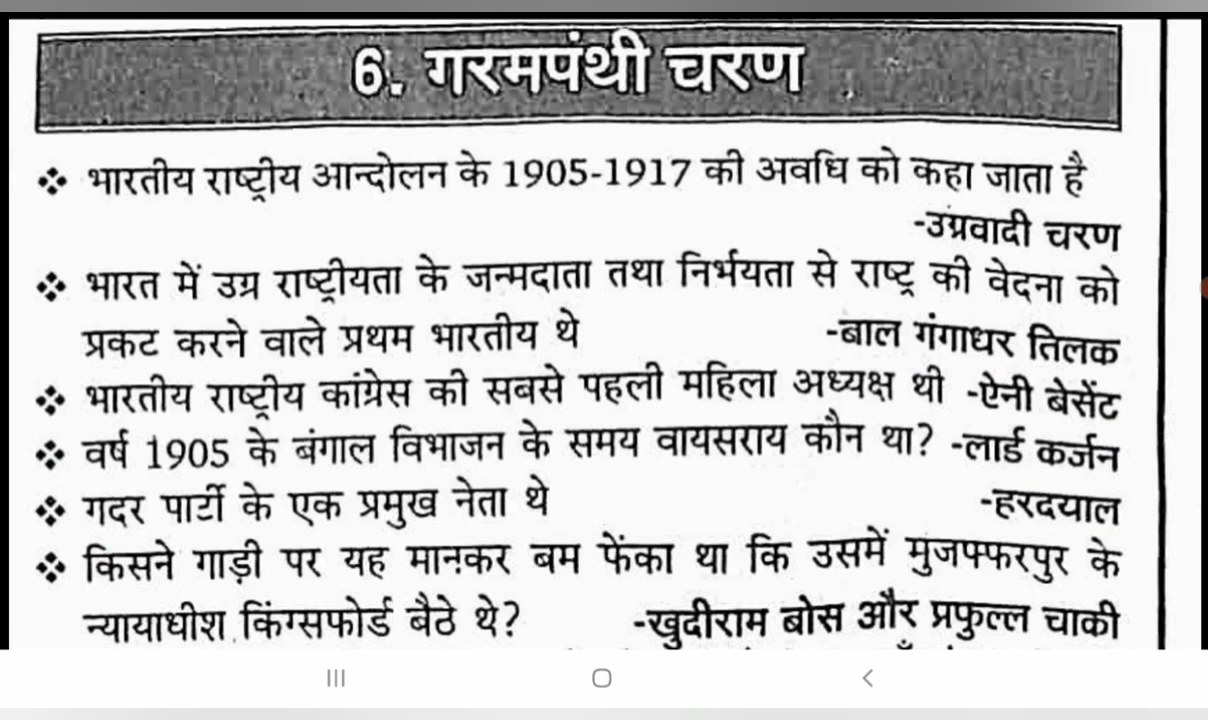 6. गरमपंथी चरण
❖ भारतीय राष्ट्रीय आन्दोलन के 1905-1917 की अवधि को कहा जाता है
-उग्रवादी चरण
❖ भारत में उग्र राष्ट्रीयता के जन्मदाता तथा निर्भयता से राष्ट्र की वेदना को
प्रकट करने वाले प्रथम भारतीय थे -बाल गंगाधर तिलक
❖ भारतीय राष्ट्रीय कांग्रेस की सबसे पहली महिला अध्यक्ष थी -ऐनी बेसेंट
❖ वर्ष 1905 के बंगाल विभाजन के समय वायसराय कौन था? -लार्ड कर्जन
❖ गदर पार्टी के एक प्रमुख नेता थे -हरदयाल
❖ किसने गाड़ी पर यह मानकर बम फेंका था कि उसमें मुजफ्फरपुर के
न्यायाधीश किंग्सफोर्ड बैठे थे? -खुदीराम बोस और प्रफुल्ल चाकी